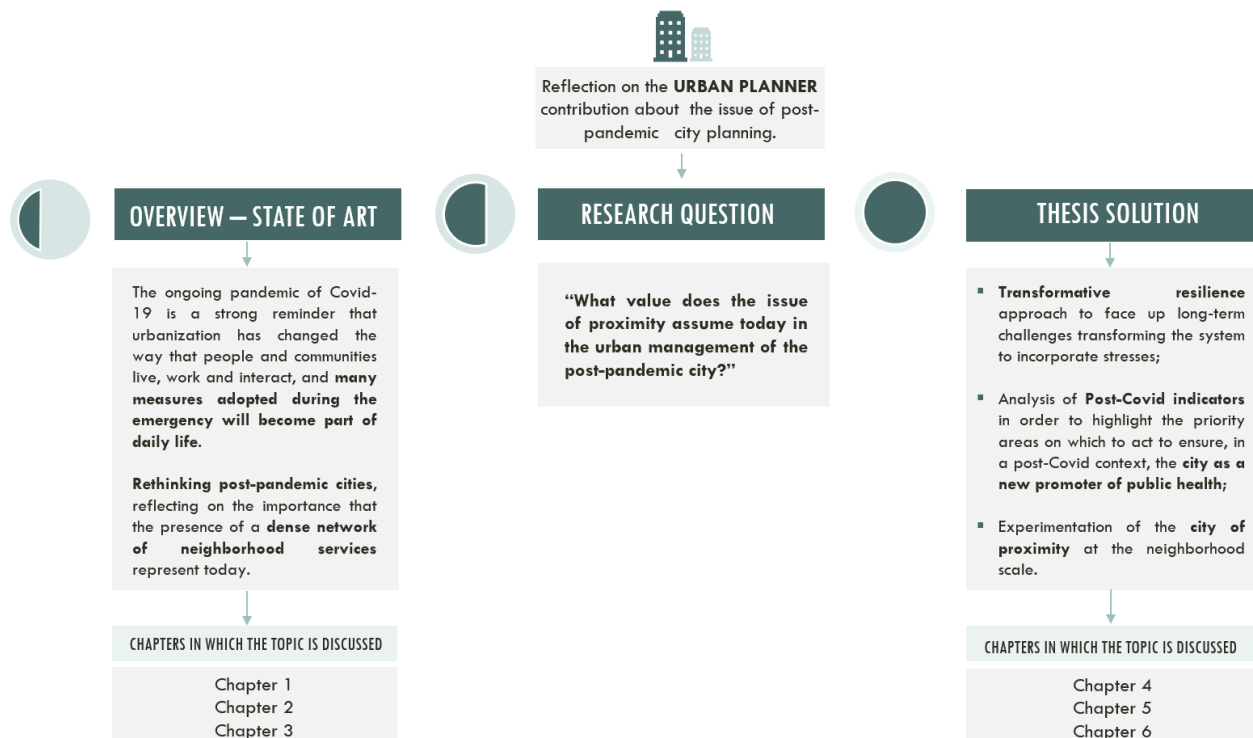 Reflection on the URBAN PLANNER
contribution about the issue of post-
pandemic city planning.
OVERVIEW – STATE OF ART
The ongoing pandemic of Covid-
19 is a strong reminder that
urbanization has changed the
way that people and communities
live, work and interact, and many
measures adopted during the
emergency will become part of
daily life.
Rethinking post-pandemic cities,
reflecting on the importance that
the presence of a dense network
of neighborhood services
represent today.
CHAPTERS IN WHICH THE TOPIC IS DISCUSSED
Chapter 1
Chapter 2
Chapter 3
RESEARCH QUESTION
“What value does the issue
of proximity assume today in
the urban management of the
post-pandemic city?”
THESIS SOLUTION
▪ Transformative resilience
approach to face up long-term
challenges transforming the system
to incorporate stresses;
▪ Analysis of Post-Covid indicators
in order to highlight the priority
areas on which to act to ensure, in
a post-Covid context, the city as a
new promoter of public health;
▪ Experimentation of the city of
proximity at the neighborhood
scale.
CHAPTERS IN WHICH THE TOPIC IS DISCUSSED
Chapter 4
Chapter 5
Chapter 6